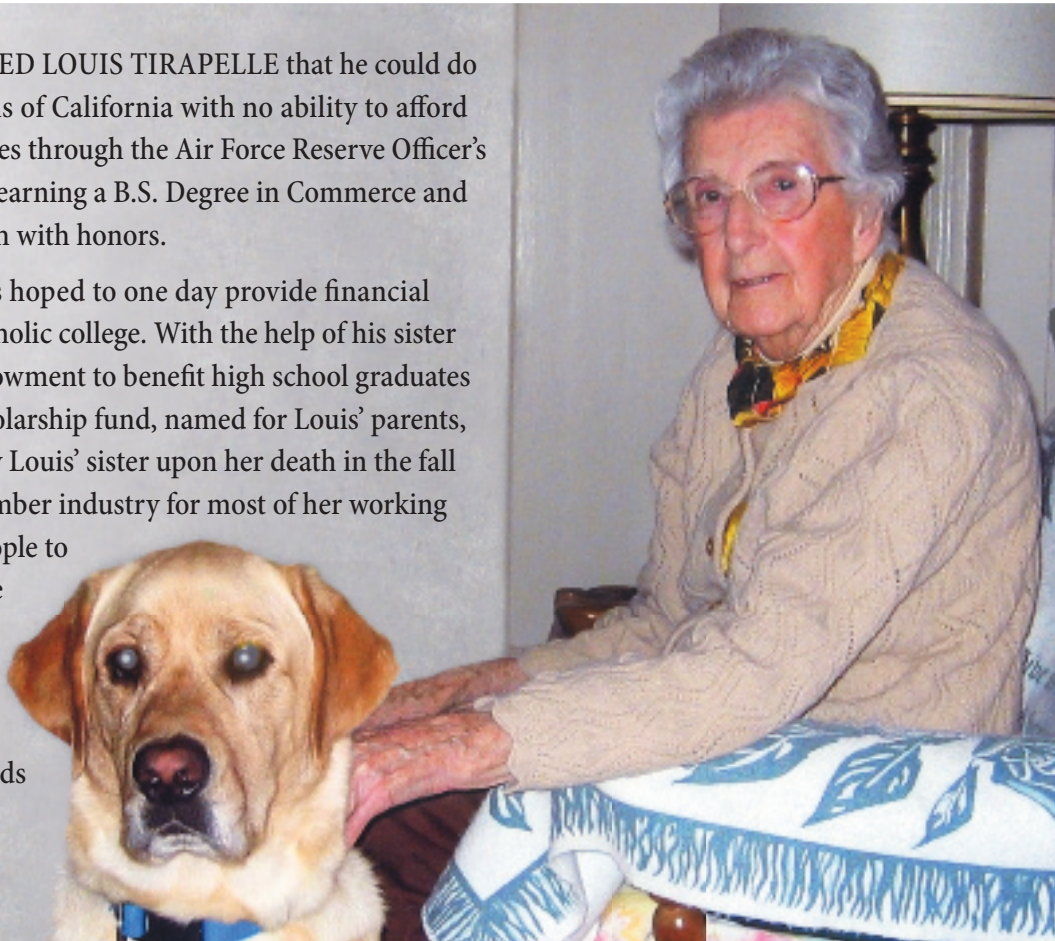 ED LOUIS TIRAPELLE that he could do
s of California with no ability to afford
es through the Air Force Reserve Officer's
earning a B.S. Degree in Commerce and
n with honors.
s hoped to one day provide financial
holic college. With the help of his sister
owment to benefit high school graduates
olarship fund, named for Louis' parents,
y Louis' sister upon her death in the fall
mber industry for most of her working
ople to
e
ds